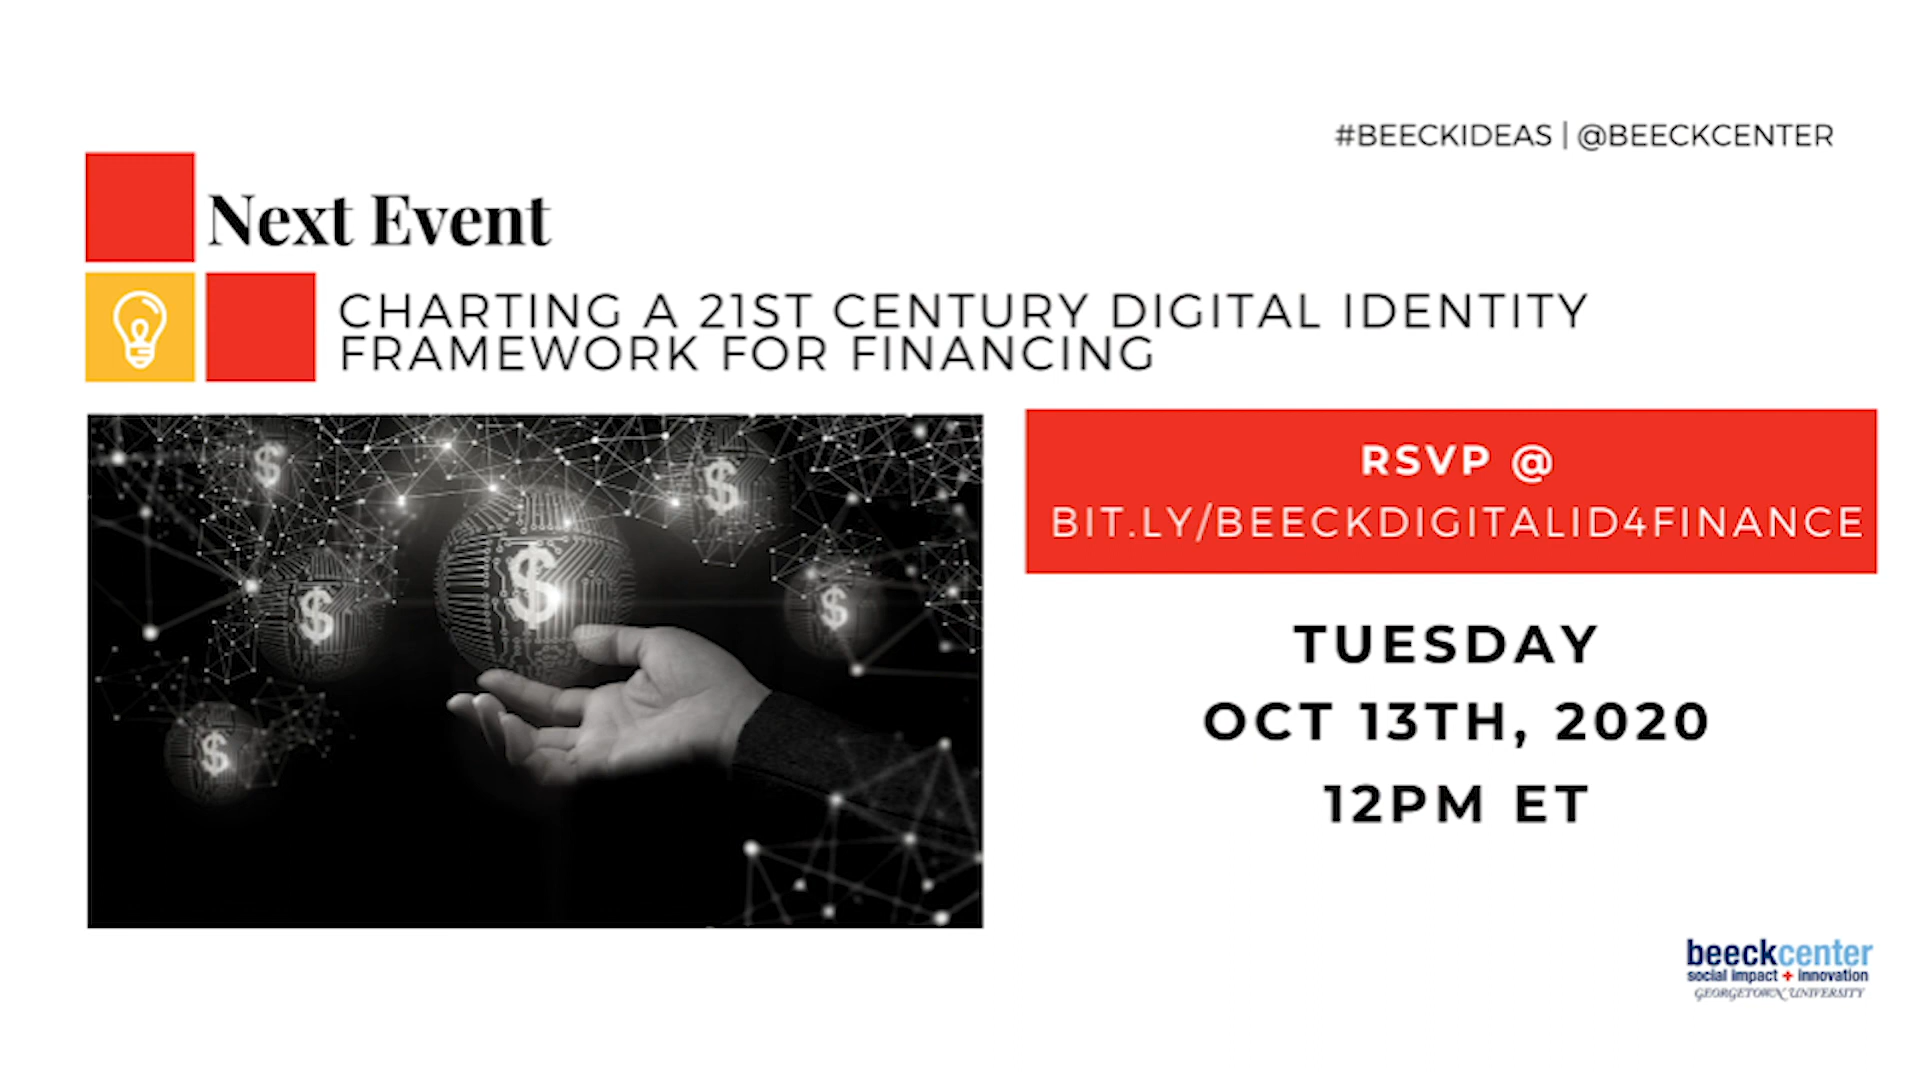 #BEECKIDEAS | @BEECKCENTER
Next Event
CHARTING A 21ST CENTURY DIGITAL IDENTITY
FRAMEWORK FOR FINANCING
$
$
$
$
$
$
RSVP @
BIT.LY/BEECKDIGITALID4FINANCE
TUESDAY
OCT 13TH, 2020
12PM ET
beeckcenter
social impact + innovation
GEORGETOWN UNIVERSITY